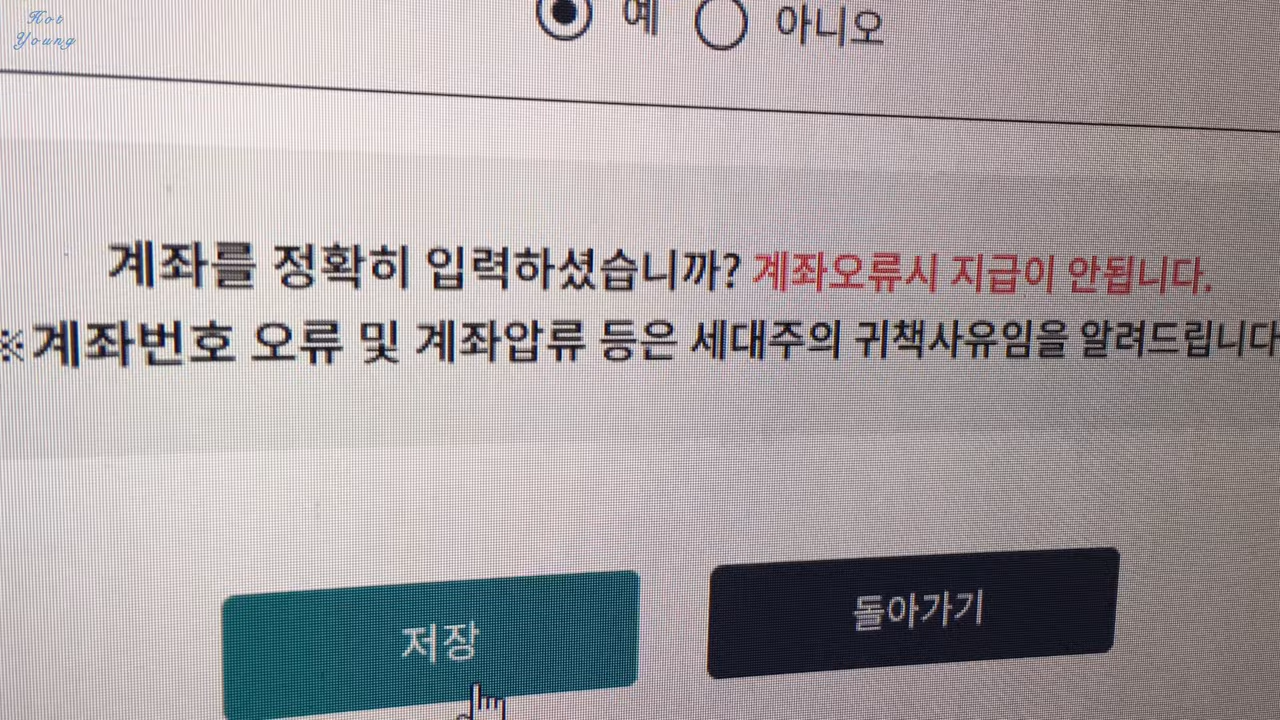 Hot
Young
예 아니오
계좌를 정확히 입력하셨습니까? 계좌오류시 지급이 안됩니다.
※계좌번호 오류 및 계좌압류 등은 세대주의 귀책사유임을 알려드립니다
저장 돌아가기